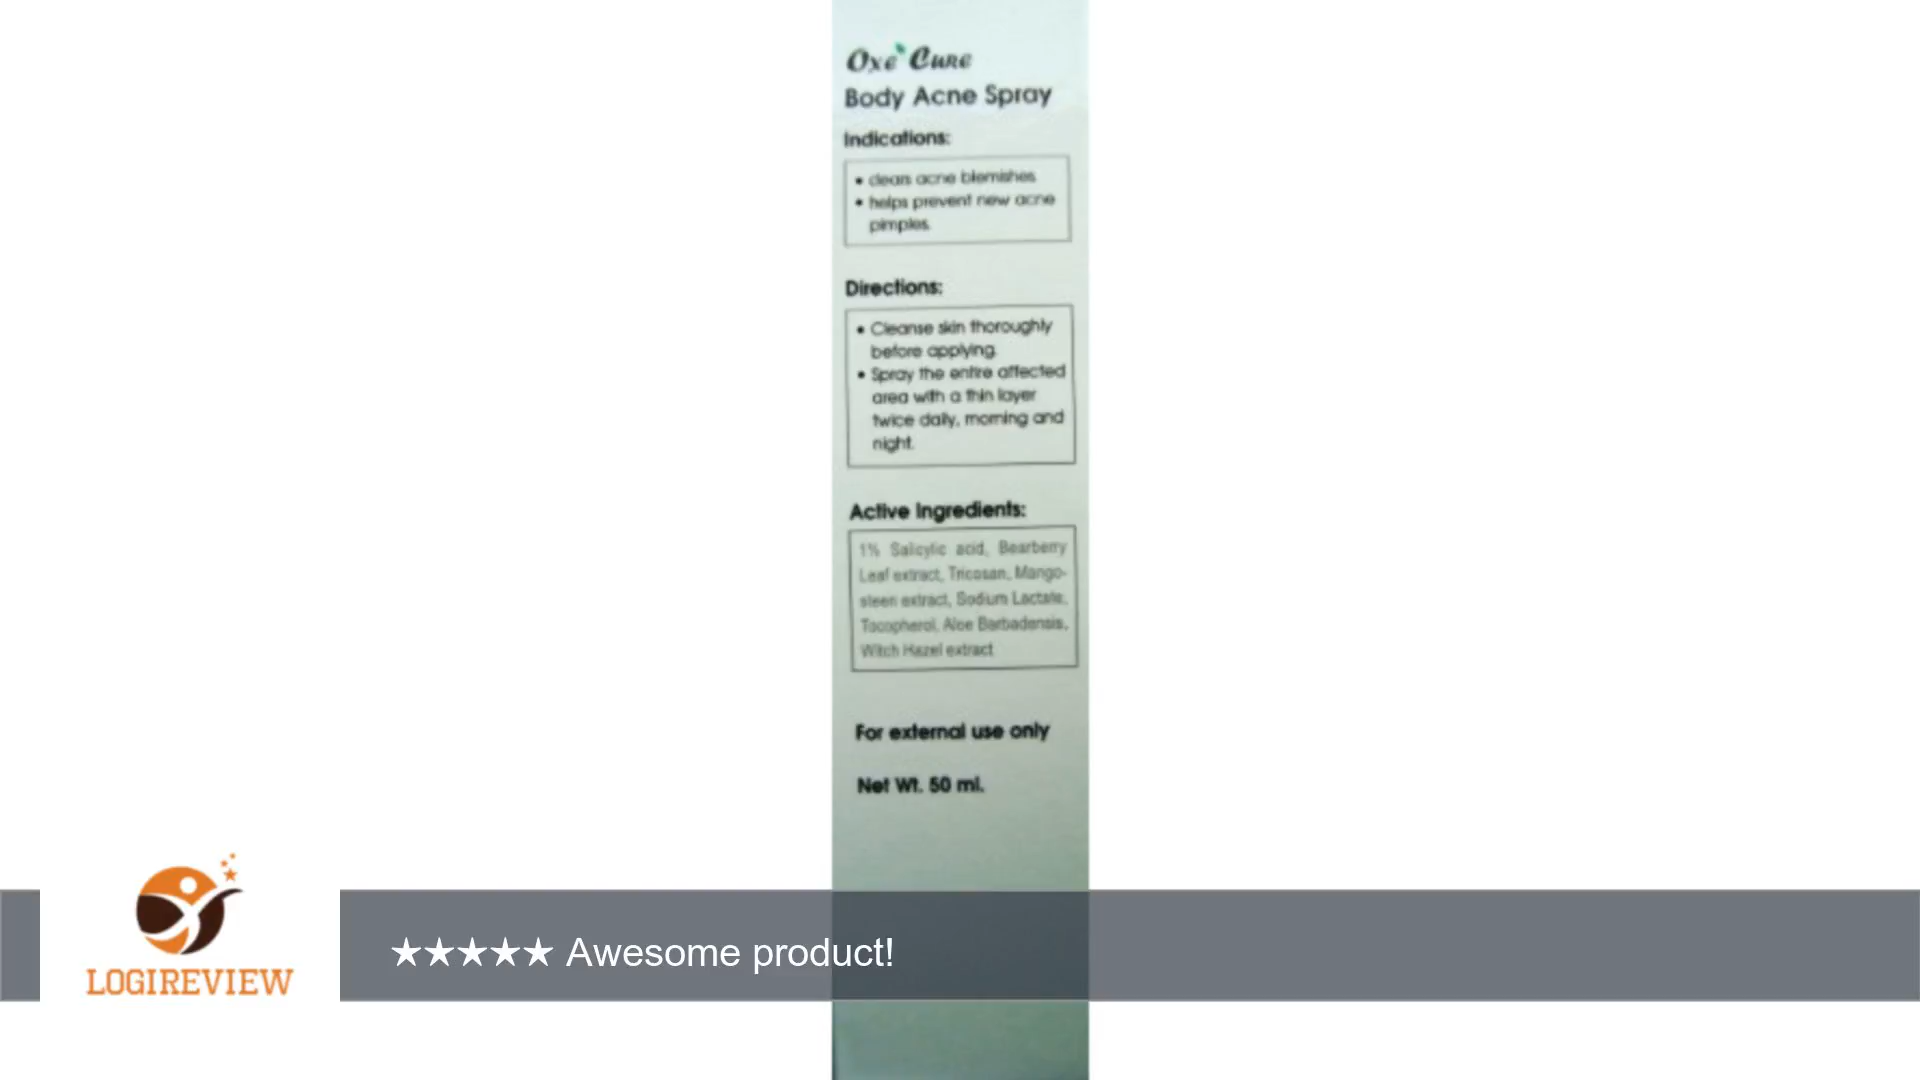 Oxe'Cure
Body Acne Spray
Indications:
• clears acne blemishes.
• helps prevent new acne
pimples.
Directions:
• Cleanse skin thoroughly
before applying.
• Spray the entire affected
area with a thin layer
twice daily, morning and
night.
Active Ingredients:
1% Salicylic acid, Bearberry
Leaf extract, Tricosan, Mango-
steen extract, Sodium Lactate,
Tocopherol, Aloe Barbadensis,
Witch Hazel extract
For external use only
Net Wt. 50 ml.
★★★★★ Awesome product!
LOGIREVIEW